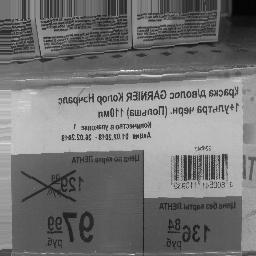 Краска д/волос GARNIER Колор Нэчралс
1+ультра черн. (Польша) 110мл
Количество в упаковке 1
Акция 01.02.2018 - 28.02.2018
Цена по карте ЛЕНТА
129
97 99
руб
Цена без карты ЛЕНТА
136 84
руб